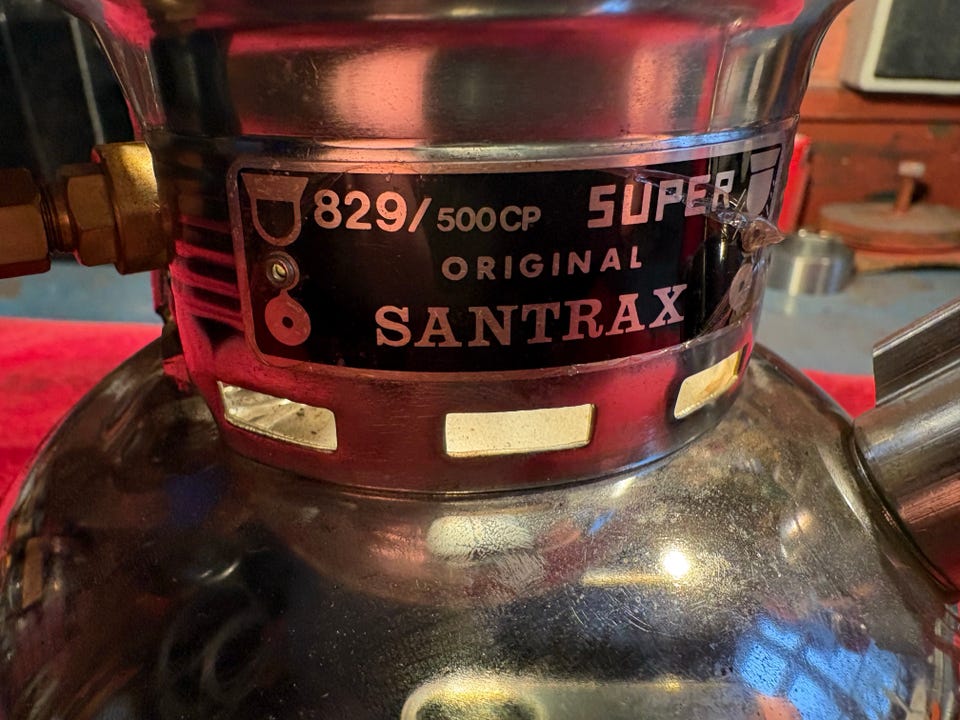 829/500CP SUPER
ORIGINAL
SANTRAX